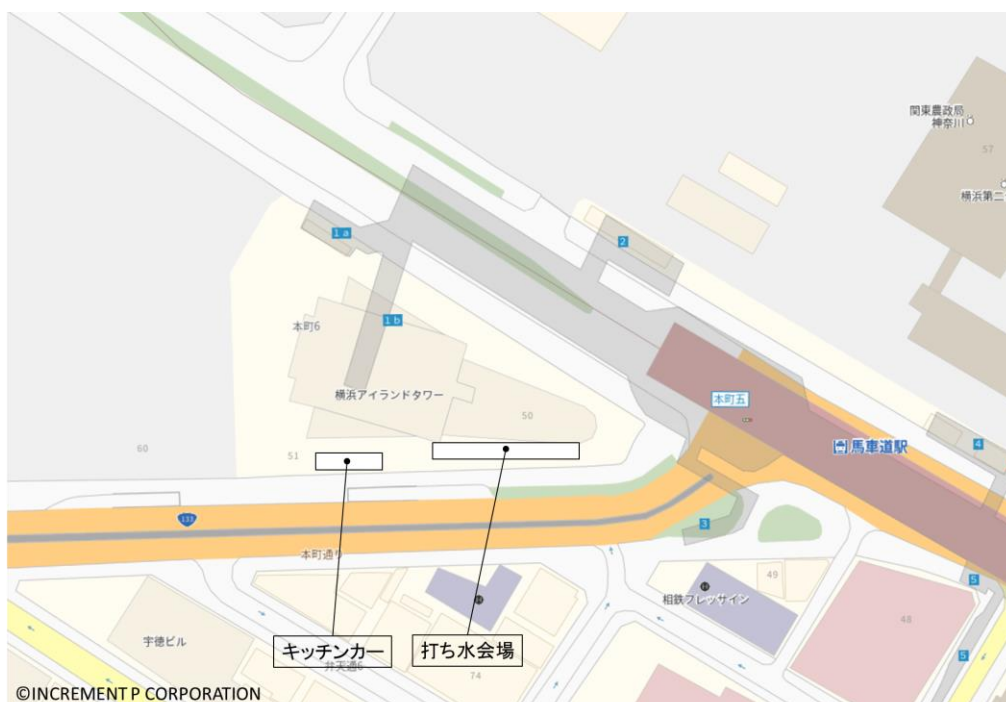 関東農政局
神奈川
57
横浜第二
1a
2
1b
本町6
横浜アイランドタワー
本町五
50
馬車道駅
4
60
51
133
3
本町通り
5
49
相鉄フレッサイン
48
宇徳ビル
キッチンカー
打ち水会場
弁天通6
74
5
©INCREMENT P CORPORATION